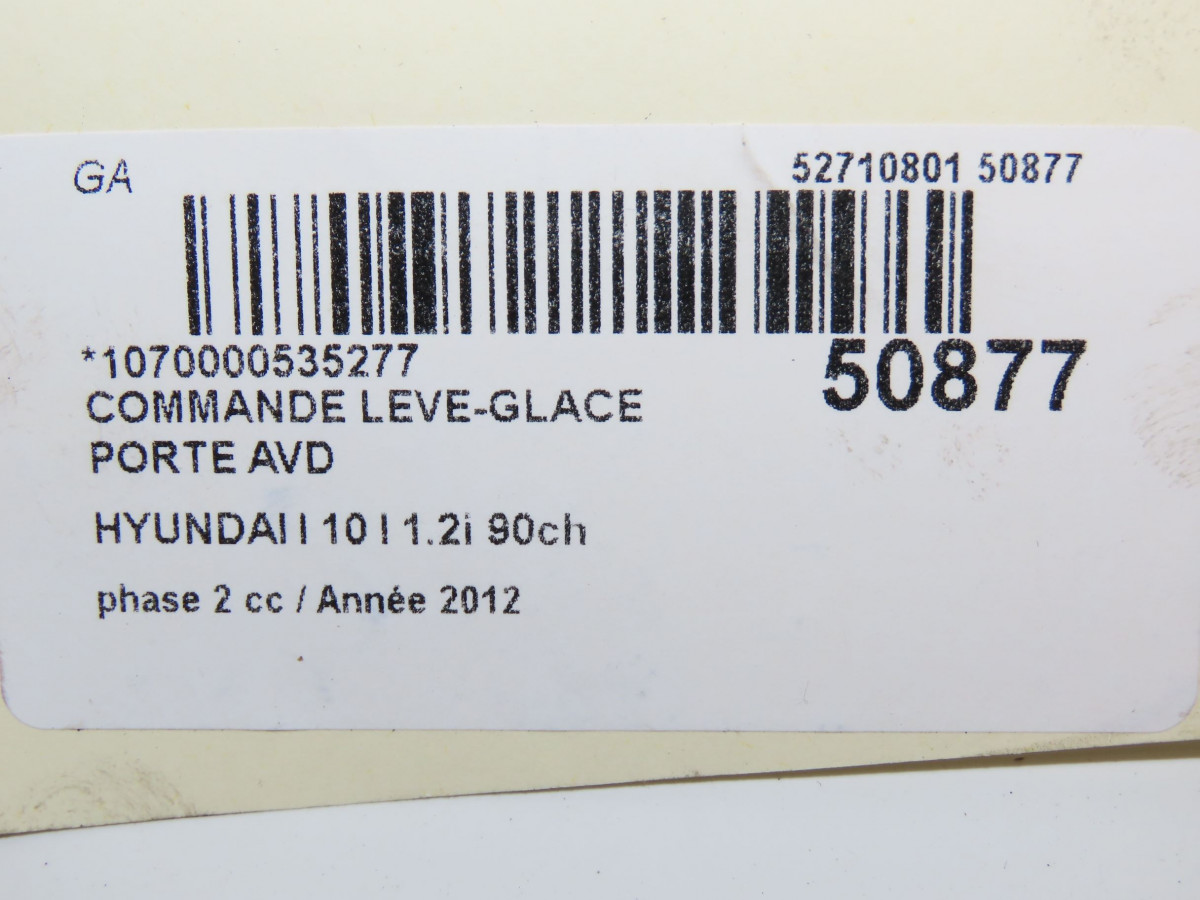 GA
52710801 50877
*1070000535277
50877
COMMANDE LEVE-GLACE
PORTE AVD
HYUNDAI I 10 I 1.2i 90ch
phase 2 cc / Année 2012